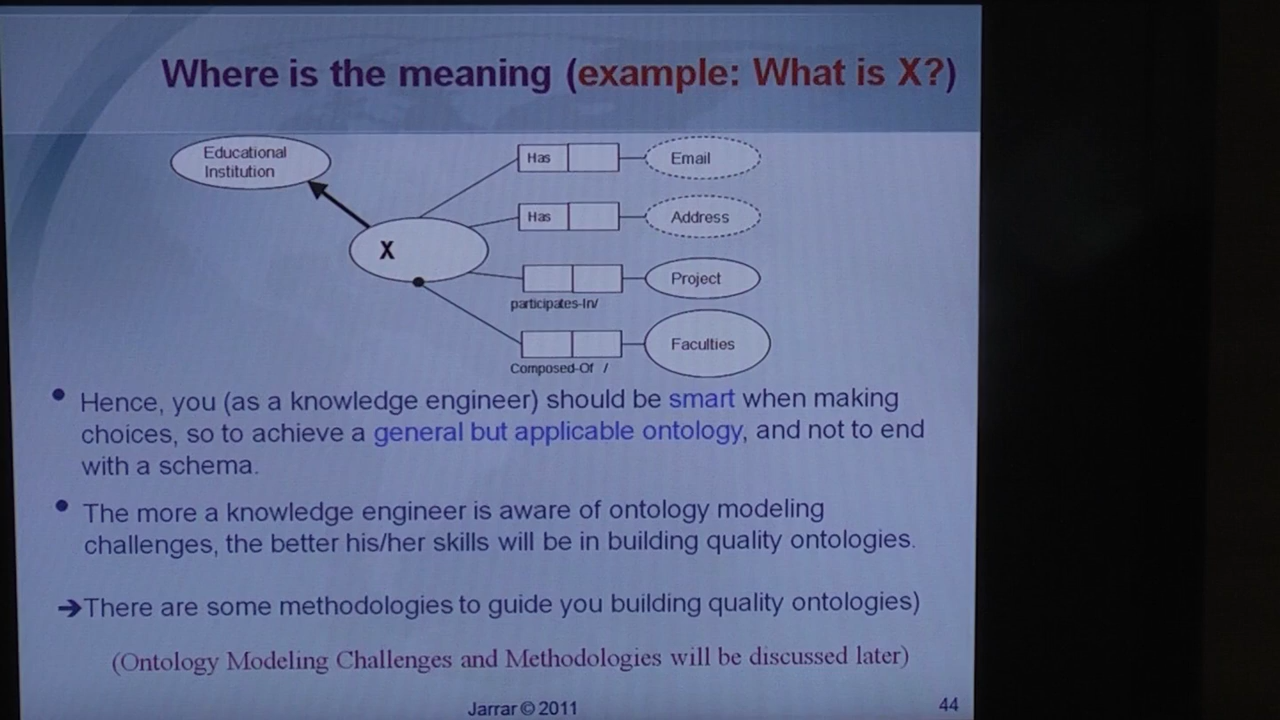 Where is the meaning (example: What is X?)
Educational
Institution
Has
Email
Has
Address
X
Project
participates-In/
Faculties
Composed-Of /
• Hence, you (as a knowledge engineer) should be smart when making
choices, so to achieve a general but applicable ontology, and not to end
with a schema.
• The more a knowledge engineer is aware of ontology modeling
challenges, the better his/her skills will be in building quality ontologies.
➔There are some methodologies to guide you building quality ontologies)
(Ontology Modeling Challenges and Methodologies will be discussed later)
Jarrar © 2011
44